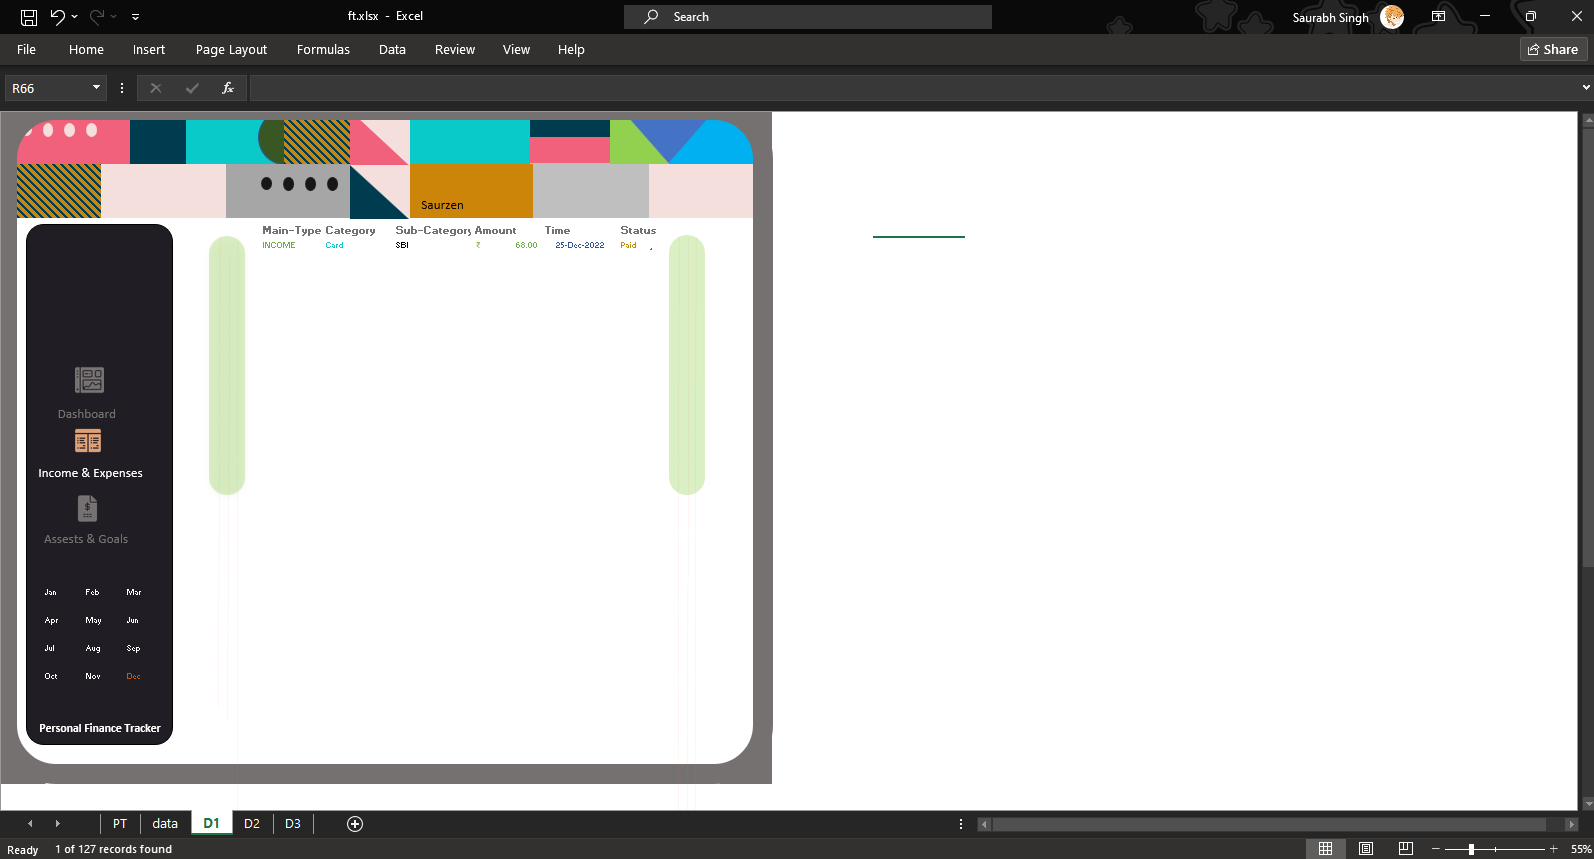 ft.xlsx - Excel
Search
Saurabh Singh
File Home Insert Page Layout Formulas Data Review View Help
Share
R66
fx
Saurzen
Main-Type Category Sub-Category Amount Time Status
INCOME Card SBI ₹ 68.00 25-Dec-2022 Paid
Dashboard
Income & Expenses
$
Assests & Goals
Jan Feb Mar
Apr May Jun
Jul Aug Sep
Oct Nov Dec
Personal Finance Tracker
PT data D1 D2 D3
Ready 1 of 127 records found
55%